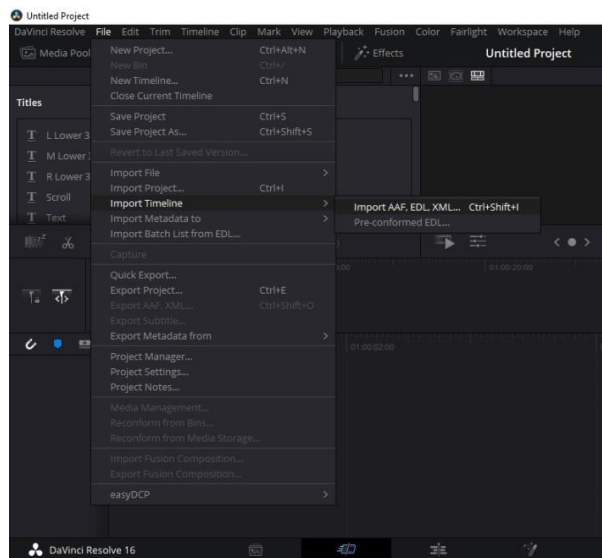 Untitled Project
DaVinci Resolve File Edit Trim Timeline Clip Mark View Playback Fusion Color Fairlight Workspace Help
Media Pool
Effects
Untitled Project
New Project... Ctrl+Alt+N
New Bin Ctrl+/
New Timeline... Ctrl+N
Close Current Timeline
Save Project Ctrl+S
Save Project As... Ctrl+Shift+S
Revert to Last Saved Version...
Import File >
Import Project... Ctrl+I
Import Timeline >
Import Metadata to >
Import Batch List from EDL...
Capture
Quick Export...
Export Project... Ctrl+E
Export AAF, XML... Ctrl+Shift+O
Export Subtitle...
Export Metadata from >
Project Manager...
Project Settings...
Project Notes...
Media Management...
Reconform from Bins...
Reconform from Media Storage...
Import Fusion Composition...
Export Fusion Composition...
easyDCP >
Import AAF, EDL, XML... Ctrl+Shift+I
Pre-conformed EDL...
Titles
L Lower 3
M Lower
R Lower 3
Scroll
Text
01:00:20:00
01:00:02:00
DaVinci Resolve 16